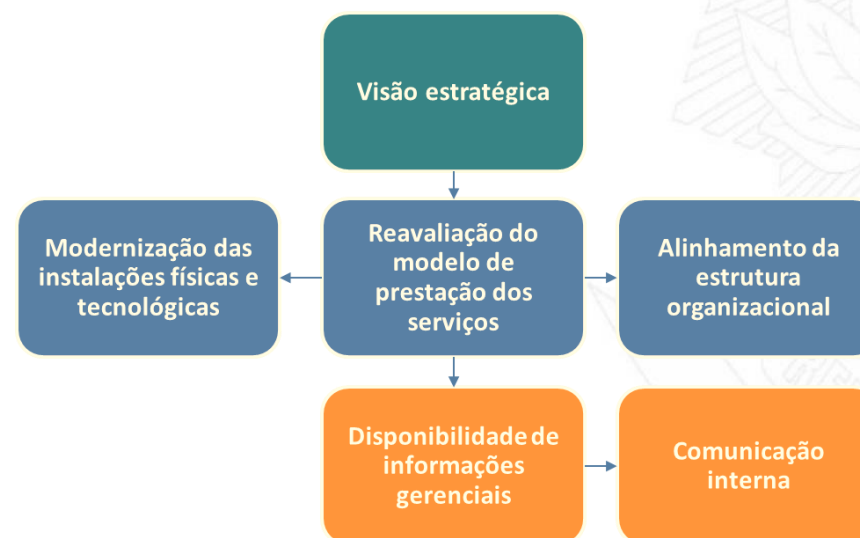 Visão estratégica
Modernização das
instalações físicas e
tecnológicas
Reavaliação do
modelo de
prestação dos
serviços
Alinhamento da
estrutura
organizacional
Disponibilidade de
informações
gerenciais
Comunicação
interna